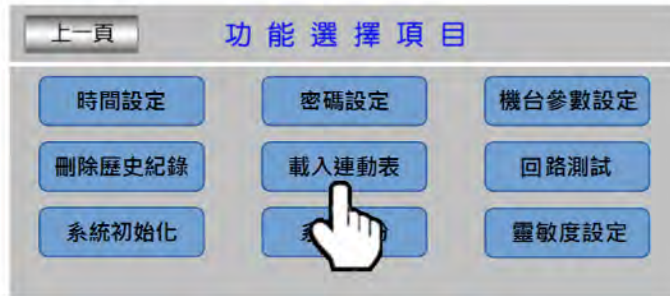 上一頁 功能選擇項目
時間設定 密碼設定 機台參數設定
刪除歷史紀錄 載入連動表 回路測試
系統初始化 靈敏度設定